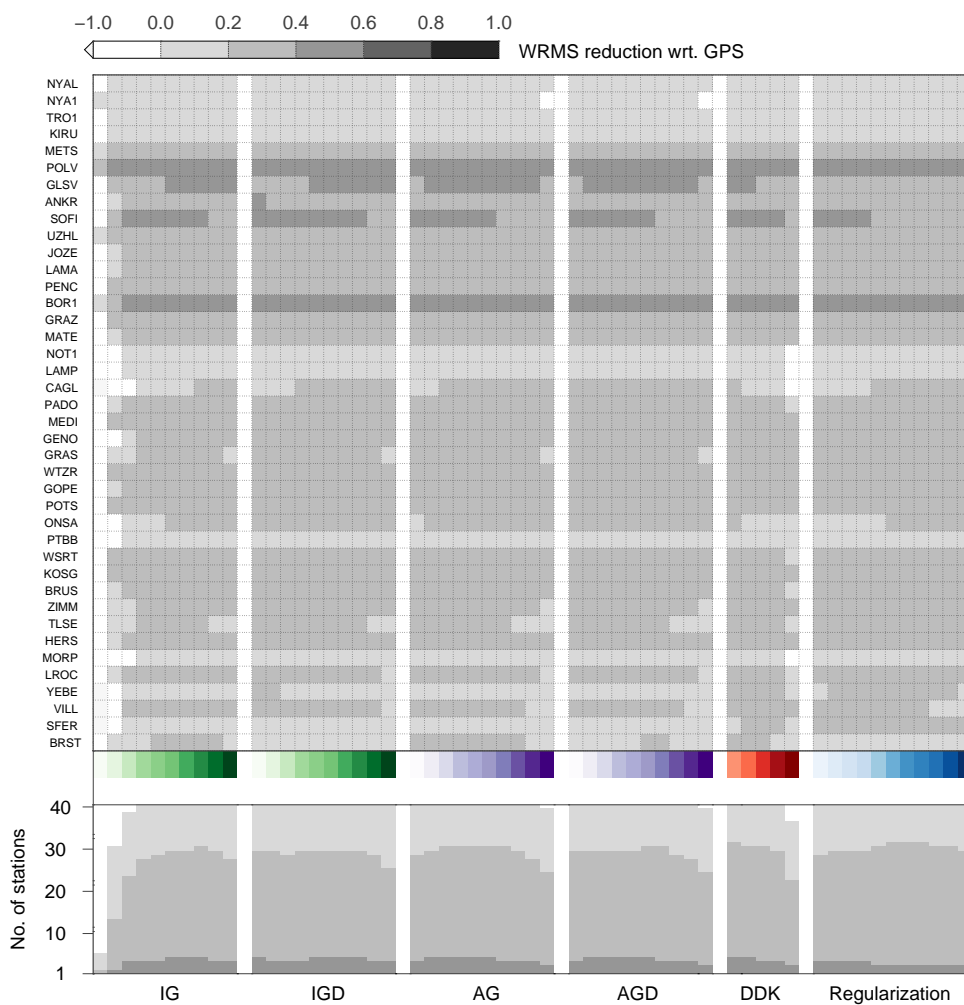 −1.0 0.0 0.2 0.4 0.6 0.8 1.0
WRMS reduction wrt. GPS
NYAL
NYA1
TRO1
KIRU
METS
POLV
GLSV
ANKR
SOFI
UZHL
JOZE
LAMA
PENC
BOR1
GRAZ
MATE
NOT1
LAMP
CAGL
PADO
MEDI
GENO
GRAS
WTZR
GOPE
POTS
ONSA
PTBB
WSRT
KOSG
BRUS
ZIMM
TLSE
HERS
MORP
LROC
YEBE
VILL
SFER
BRST
No. of stations
40
30
20
10
1
IG IGD AG AGD DDK Regularization